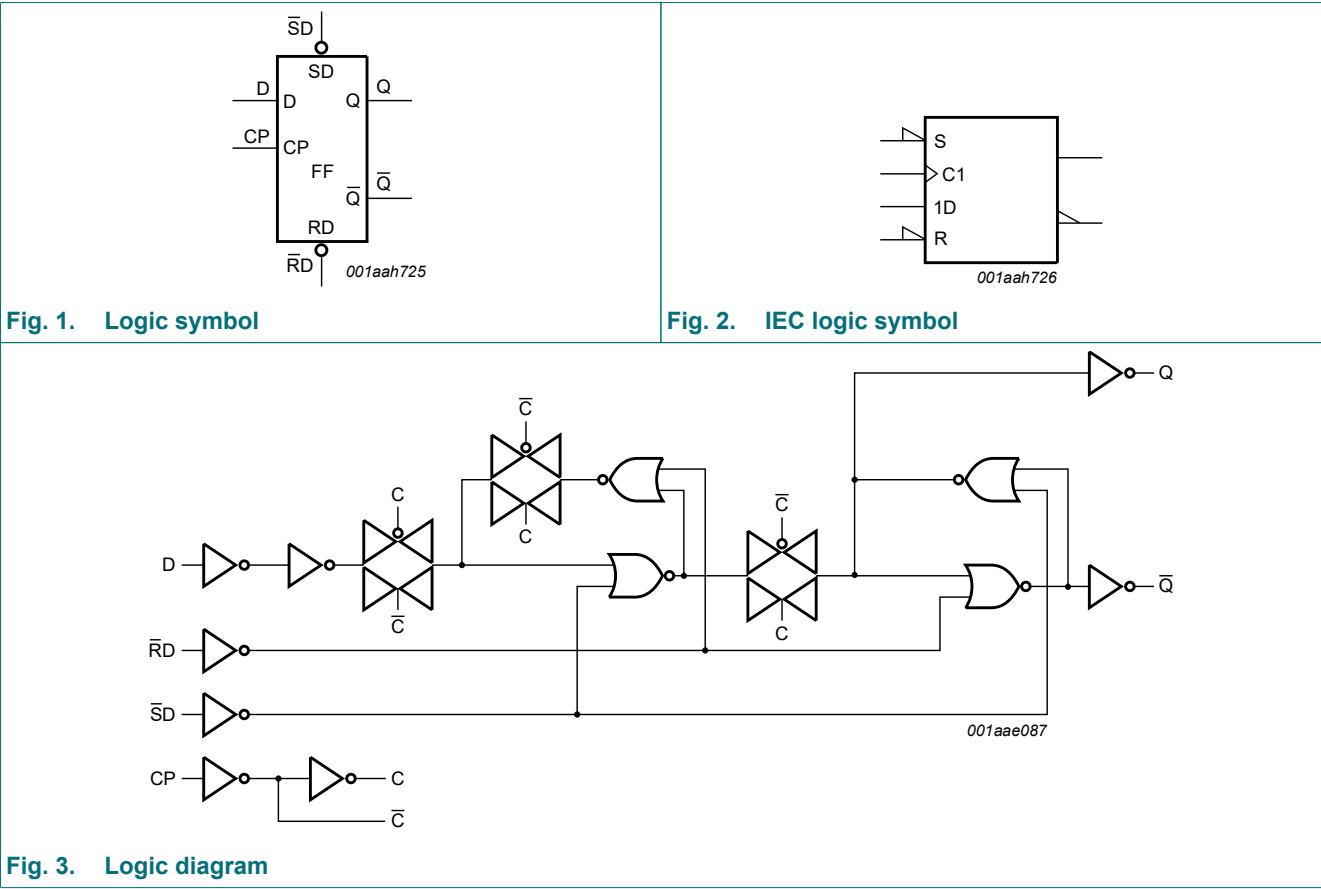 S̅D
SD
D D Q Q
CP CP
FF
Q̅ Q̅
RD
R̅D 001aah725
Fig. 1. Logic symbol
S
C1
1D
R
001aah726
Fig. 2. IEC logic symbol
Q
C̅
C
C̅
C
D
C̅
C
Q̅
R̅D
S̅D
001aae087
CP
C
C̅
Fig. 3. Logic diagram